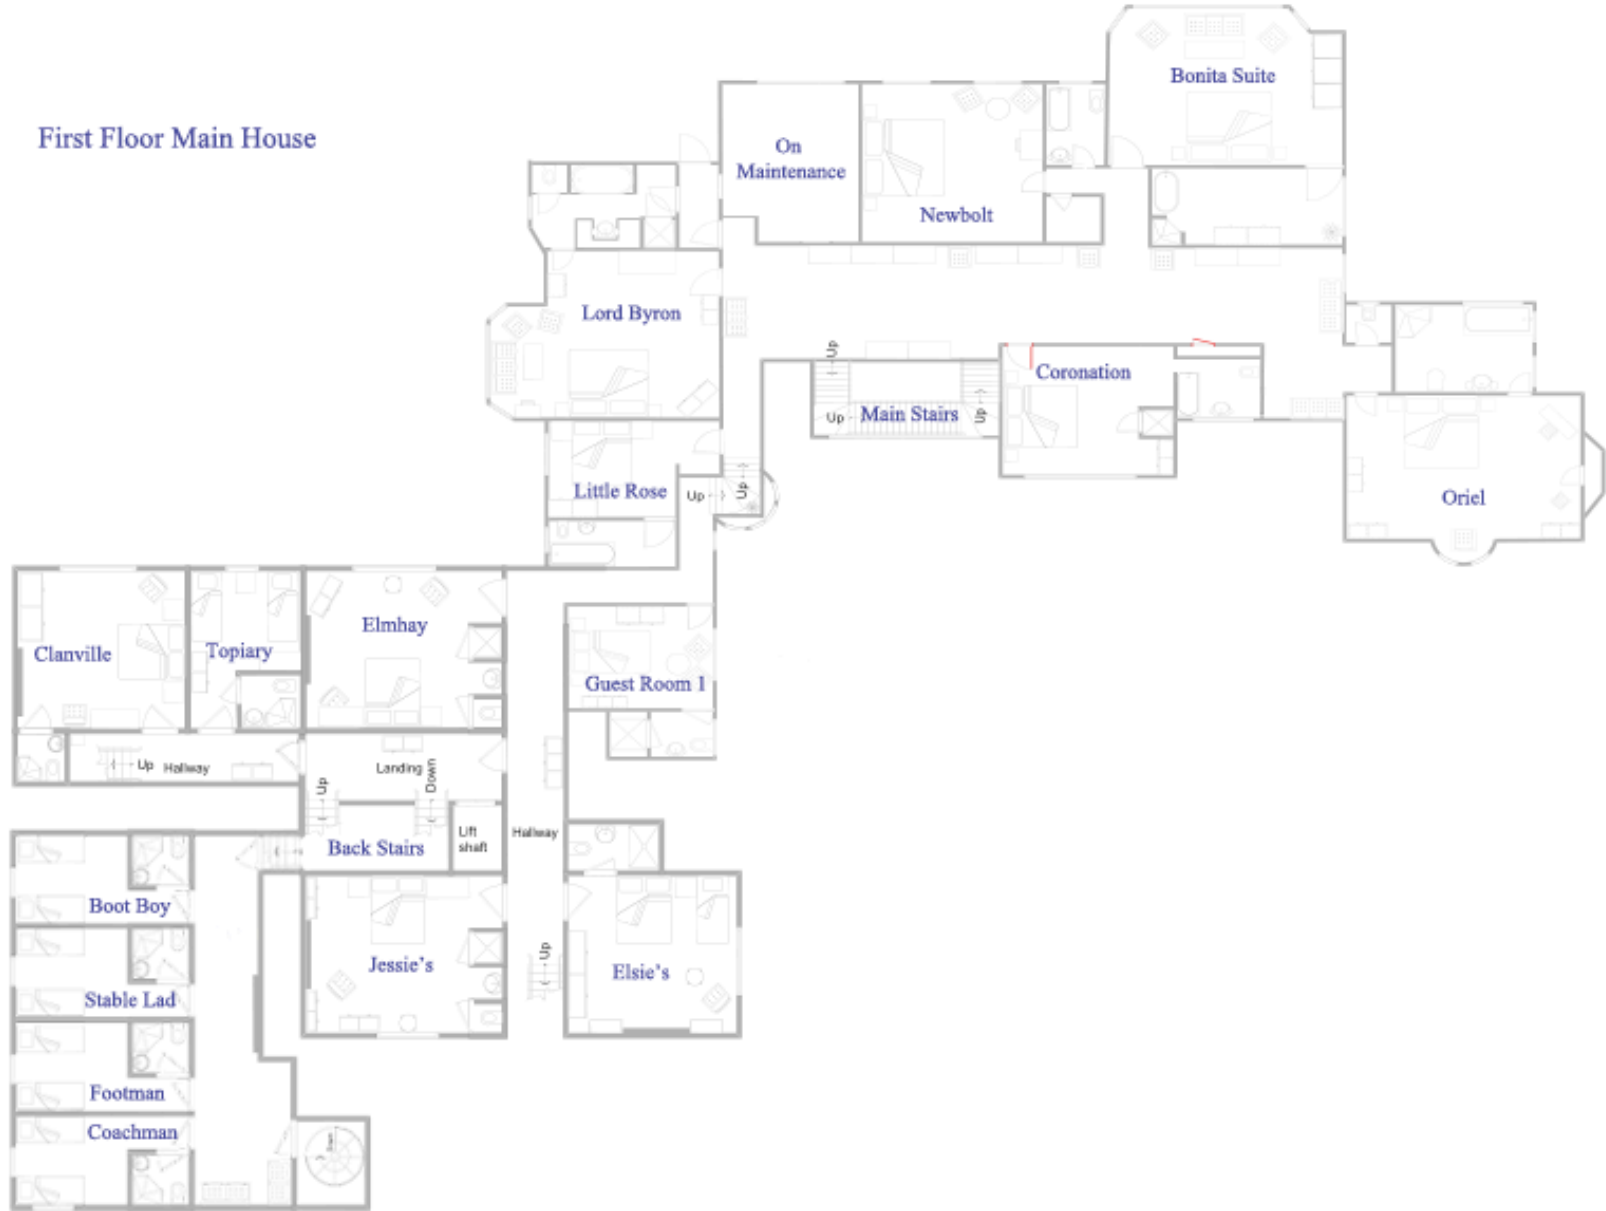 Bonita Suite
First Floor Main House
On
Maintenance
Newbolt
Lord Byron
Up
Coronation
Up
Main Stairs
Up
Little Rose
Up
Up
Oriel
Elmhay
Clanville
Topiary
Guest Room 1
Up
Hallway
Landing
Down
Up
Lift
shaft
Hallway
Back Stairs
Boot Boy
Jessie's
Up
Elsie's
Stable Lad
Footman
Coachman
Down